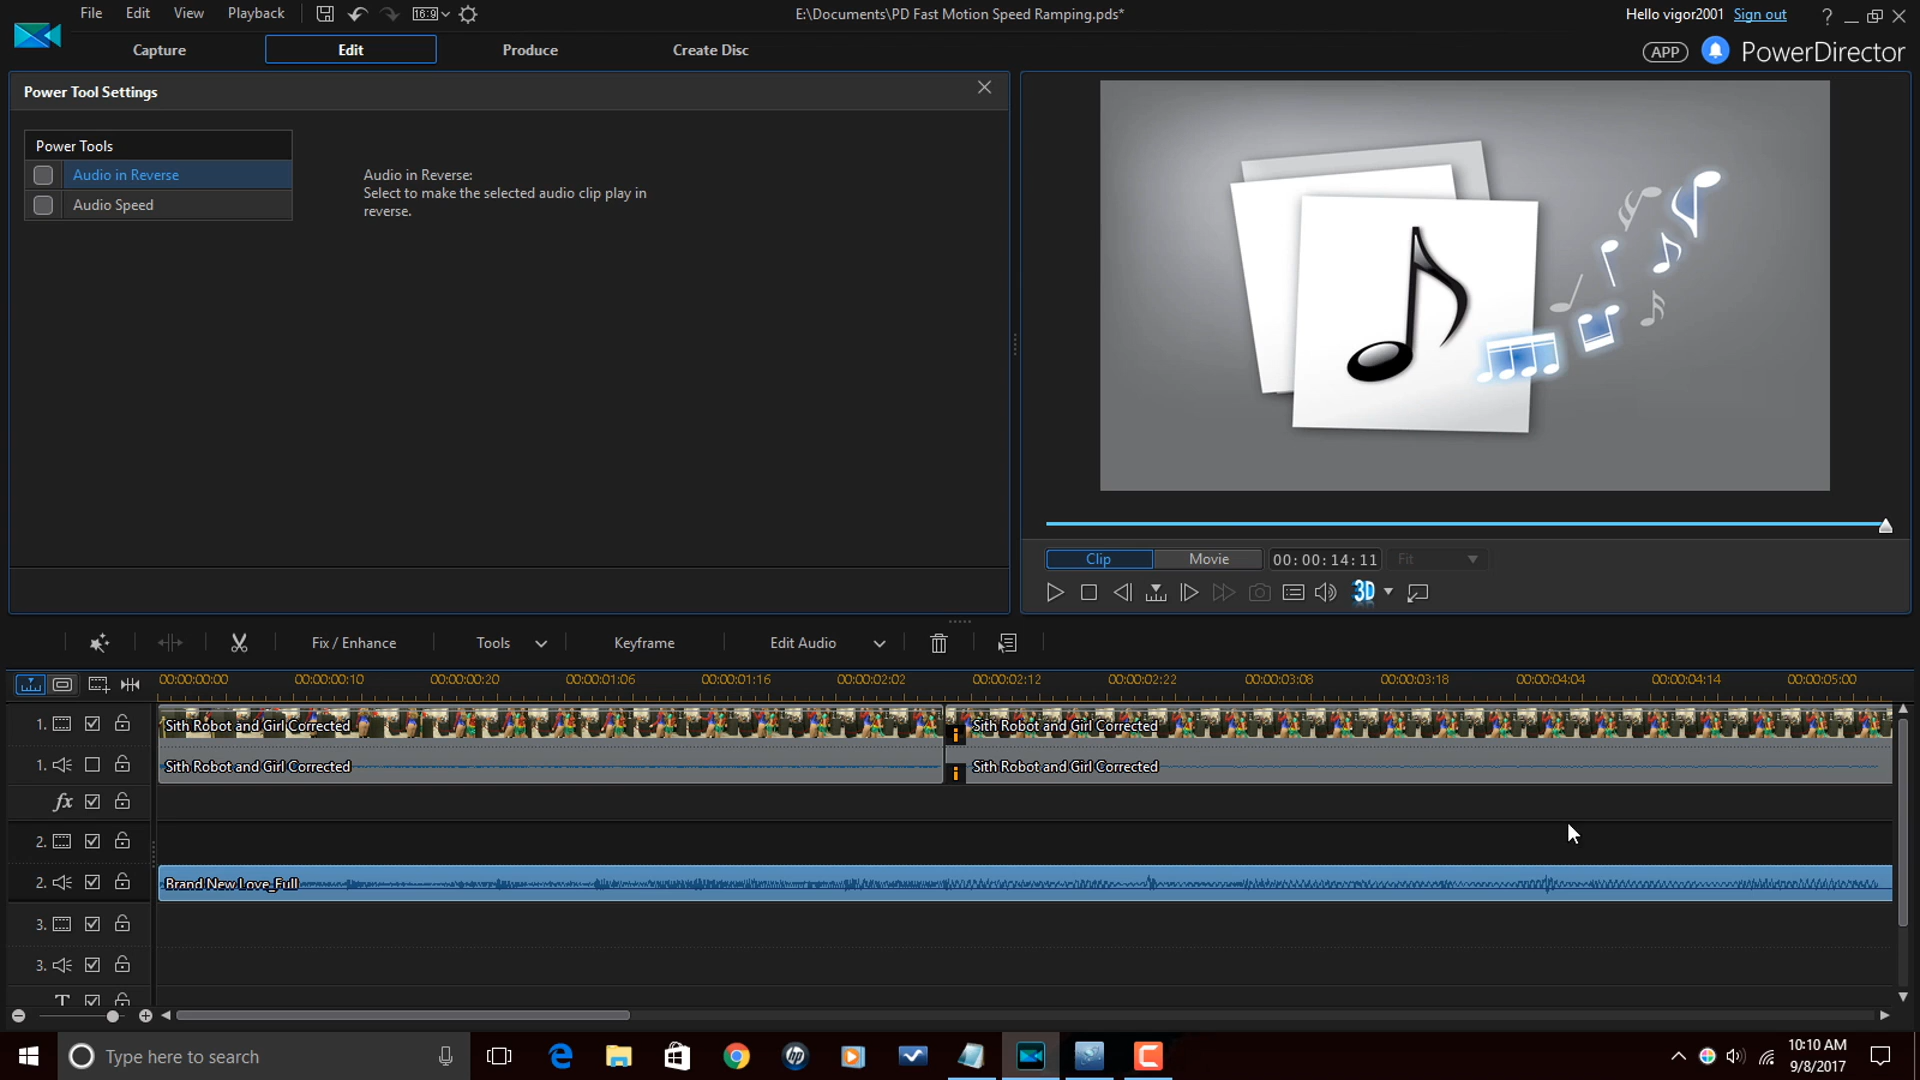 File Edit View Playback 16:9 E:\Documents\PD Fast Motion Speed Ramping.pds* Hello vigor2001 Sign out ?
Capture Edit Produce Create Disc APP PowerDirector
Power Tool Settings
Power Tools
Audio in Reverse
Audio Speed
Audio in Reverse:
Select to make the selected audio clip play in
reverse.
Clip Movie 00:00:14:11 Fit
3D
Fix / Enhance Tools Keyframe Edit Audio
00:00:00:00 00:00:00:10 00:00:00:20 00:00:01:06 00:00:01:16 00:00:02:02 00:00:02:12 00:00:02:22 00:00:03:08 00:00:03:18 00:00:04:04 00:00:04:14 00:00:05:00
1. Sith Robot and Girl Corrected i Sith Robot and Girl Corrected
1. Sith Robot and Girl Corrected i Sith Robot and Girl Corrected
fx
2.
2. Brand New Love_Full
3.
3.
T
Type here to search hp 10:10 AM
9/8/2017